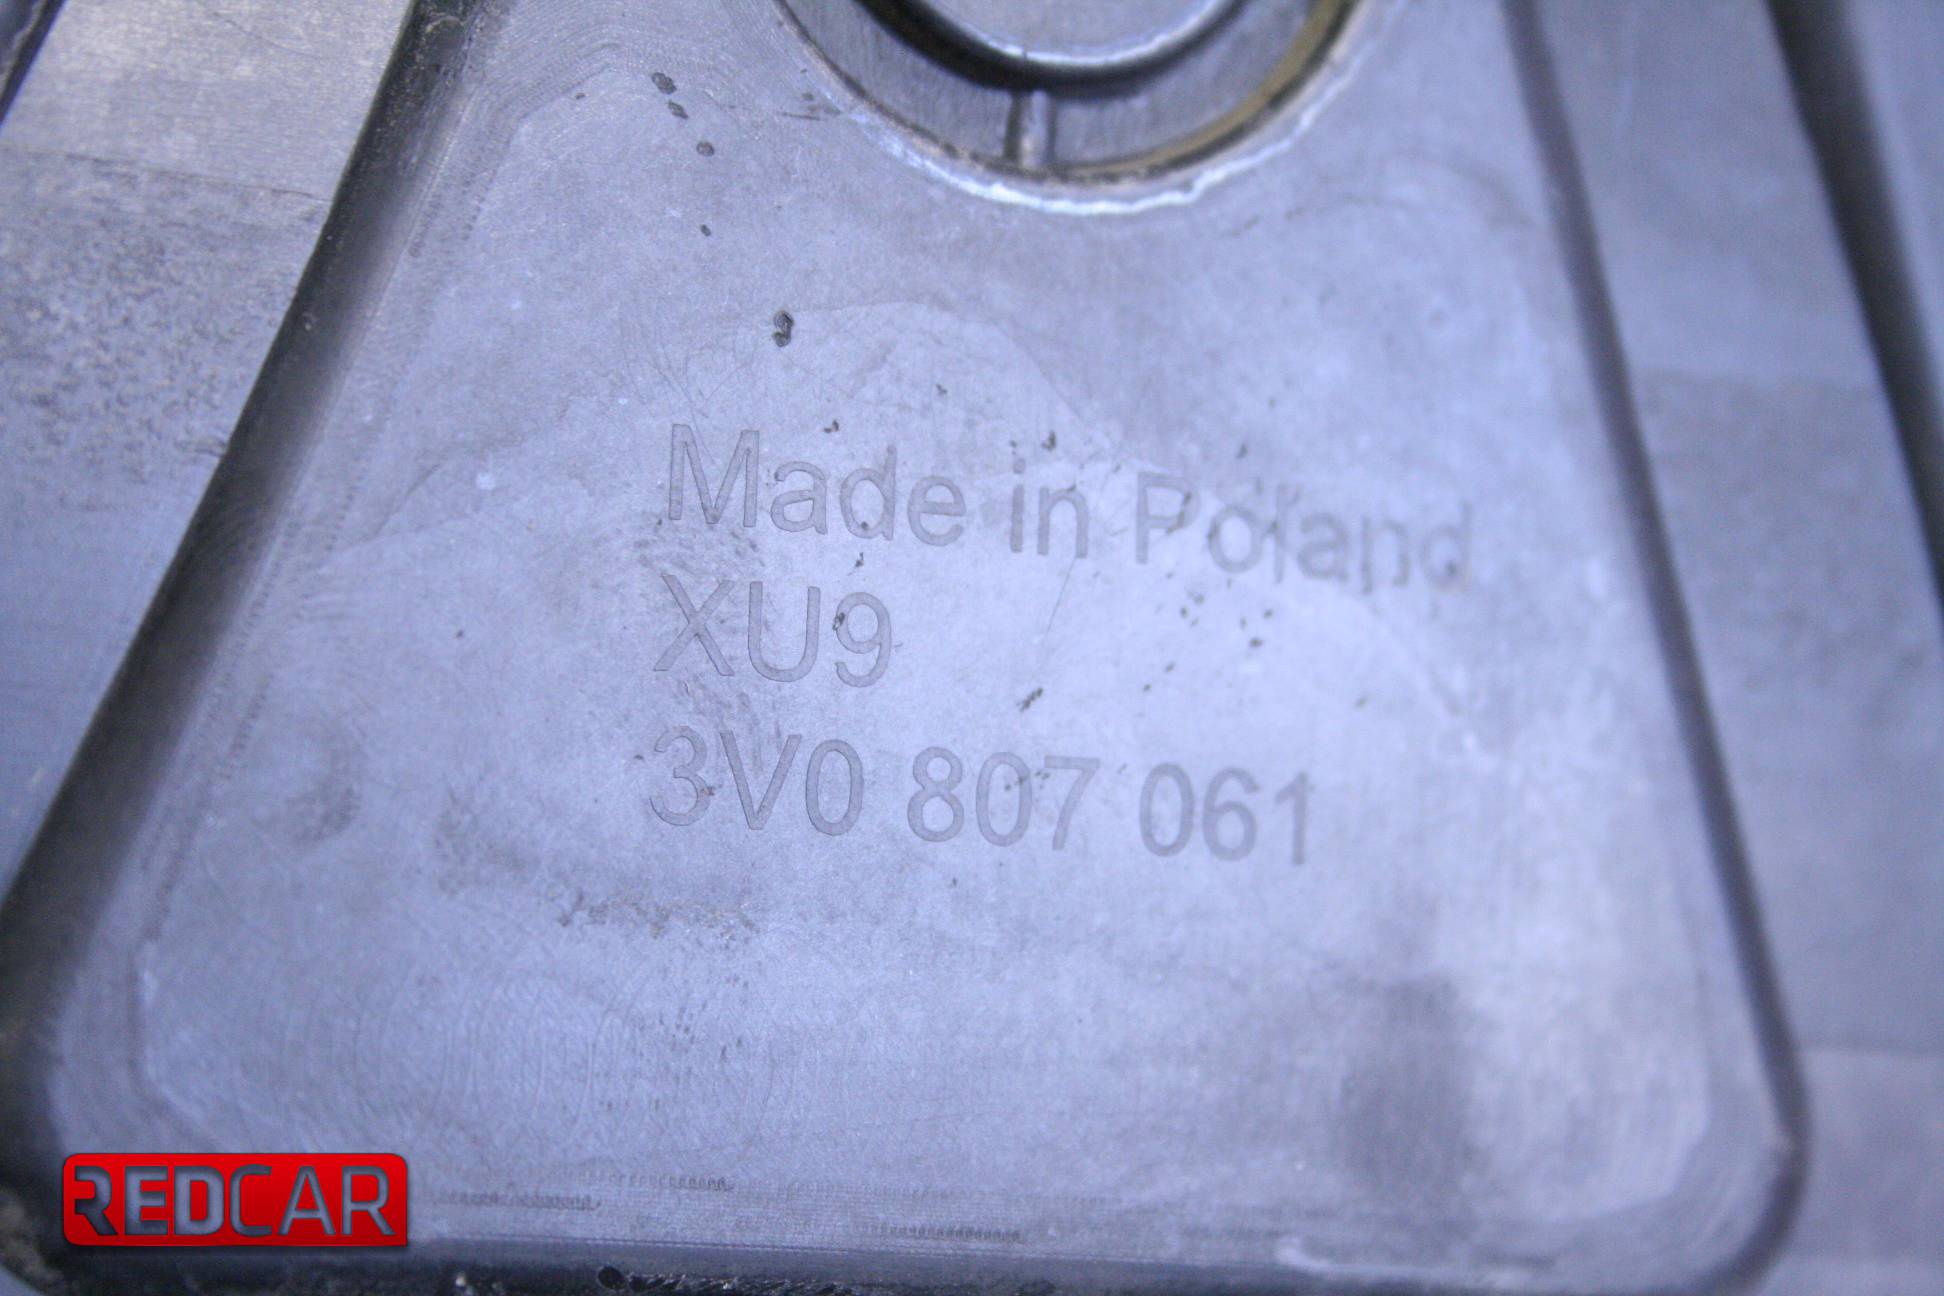 Made in Poland
XU9
3V0 807 061
REDCAR